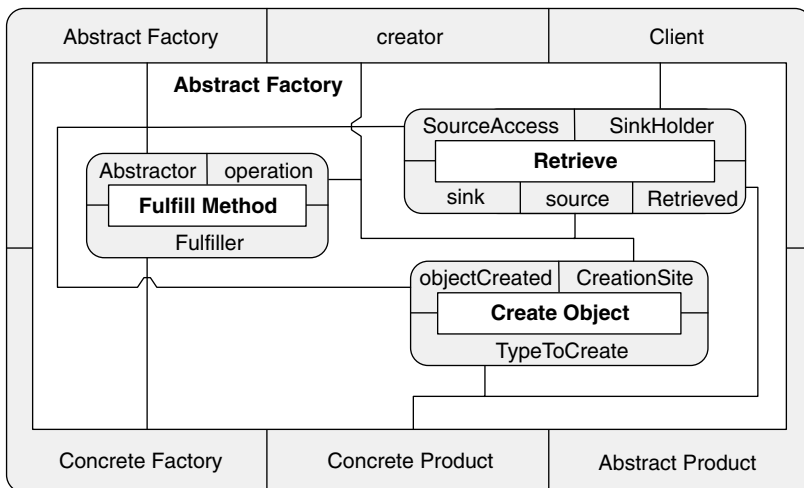 Abstract Factory creator Client
Abstract Factory
SourceAccess SinkHolder
Retrieve
sink source Retrieved
Abstractor operation
Fulfill Method
Fulfiller
objectCreated CreationSite
Create Object
TypeToCreate
Concrete Factory Concrete Product Abstract Product